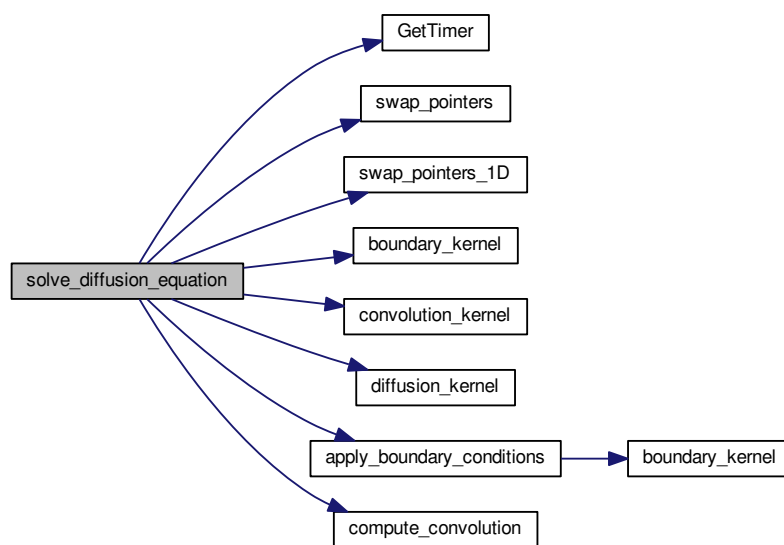 GetTimer
swap_pointers
swap_pointers_1D
boundary_kernel
solve_diffusion_equation
convolution_kernel
diffusion_kernel
apply_boundary_conditions
boundary_kernel
compute_convolution